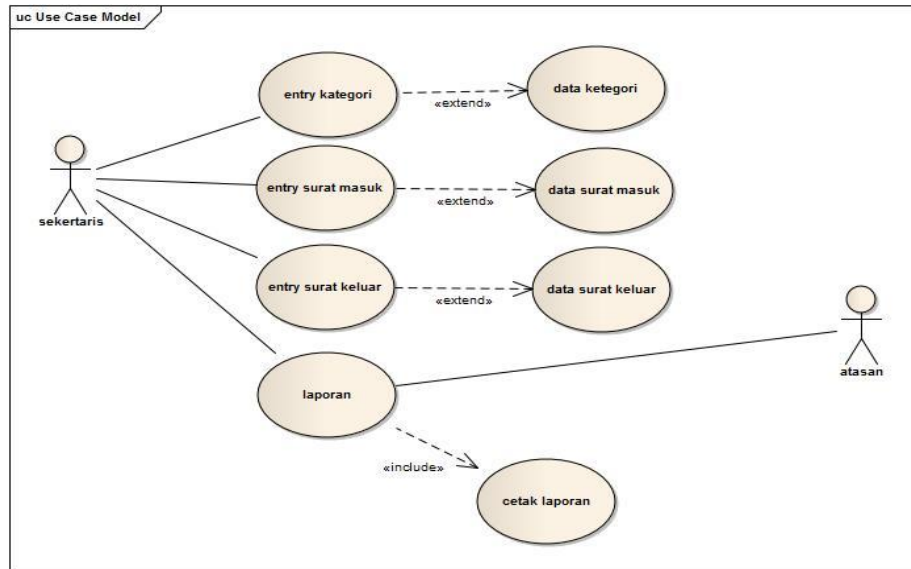 uc Use Case Model
entry kategori
«extend»
data ketegori
sekertaris
entry surat masuk
«extend»
data surat masuk
entry surat keluar
«extend»
data surat keluar
atasan
laporan
«include»
cetak laporan